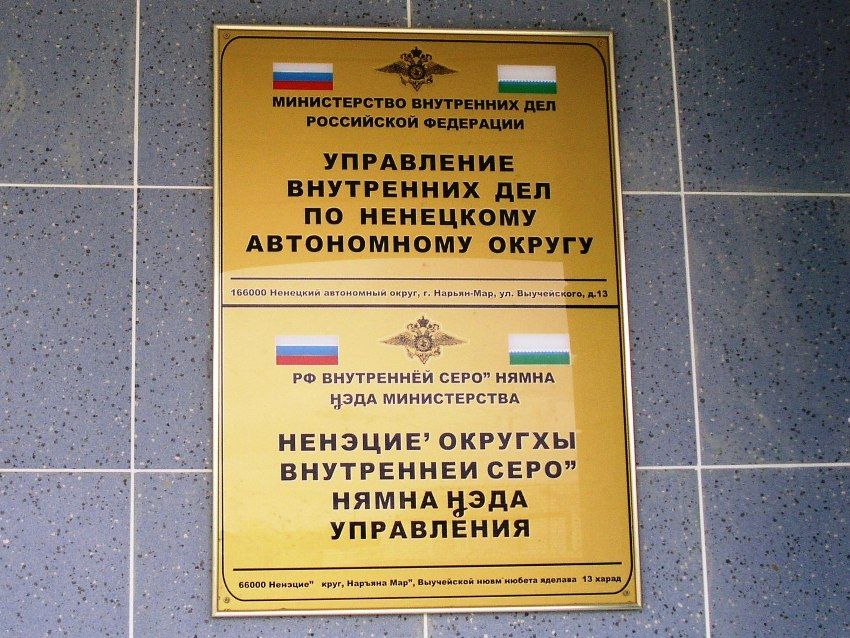 МИНИСТЕРСТВО ВНУТРЕННИХ ДЕЛ
РОССИЙСКОЙ ФЕДЕРАЦИИ
УПРАВЛЕНИЕ
ВНУТРЕННИХ ДЕЛ
ПО НЕНЕЦКОМУ
АВТОНОМНОМУ ОКРУГУ
166000 Ненецкий автономный округ, г. Нарьян-Мар, ул. Выучейского, д.13
РФ ВНУТРЕННЁЙ СЕРО” НЯМНА
ӇЭДА МИНИСТЕРСТВА
НЕНЭЦИЕ’ ОКРУГХЫ
ВНУТРЕННЕИ СЕРО”
НЯМНА ӇЭДА
УПРАВЛЕНИЯ
66000 Ненэцие” круг, Наръяна Мар”, Выучейской нювм нюбета яделава 13 харад